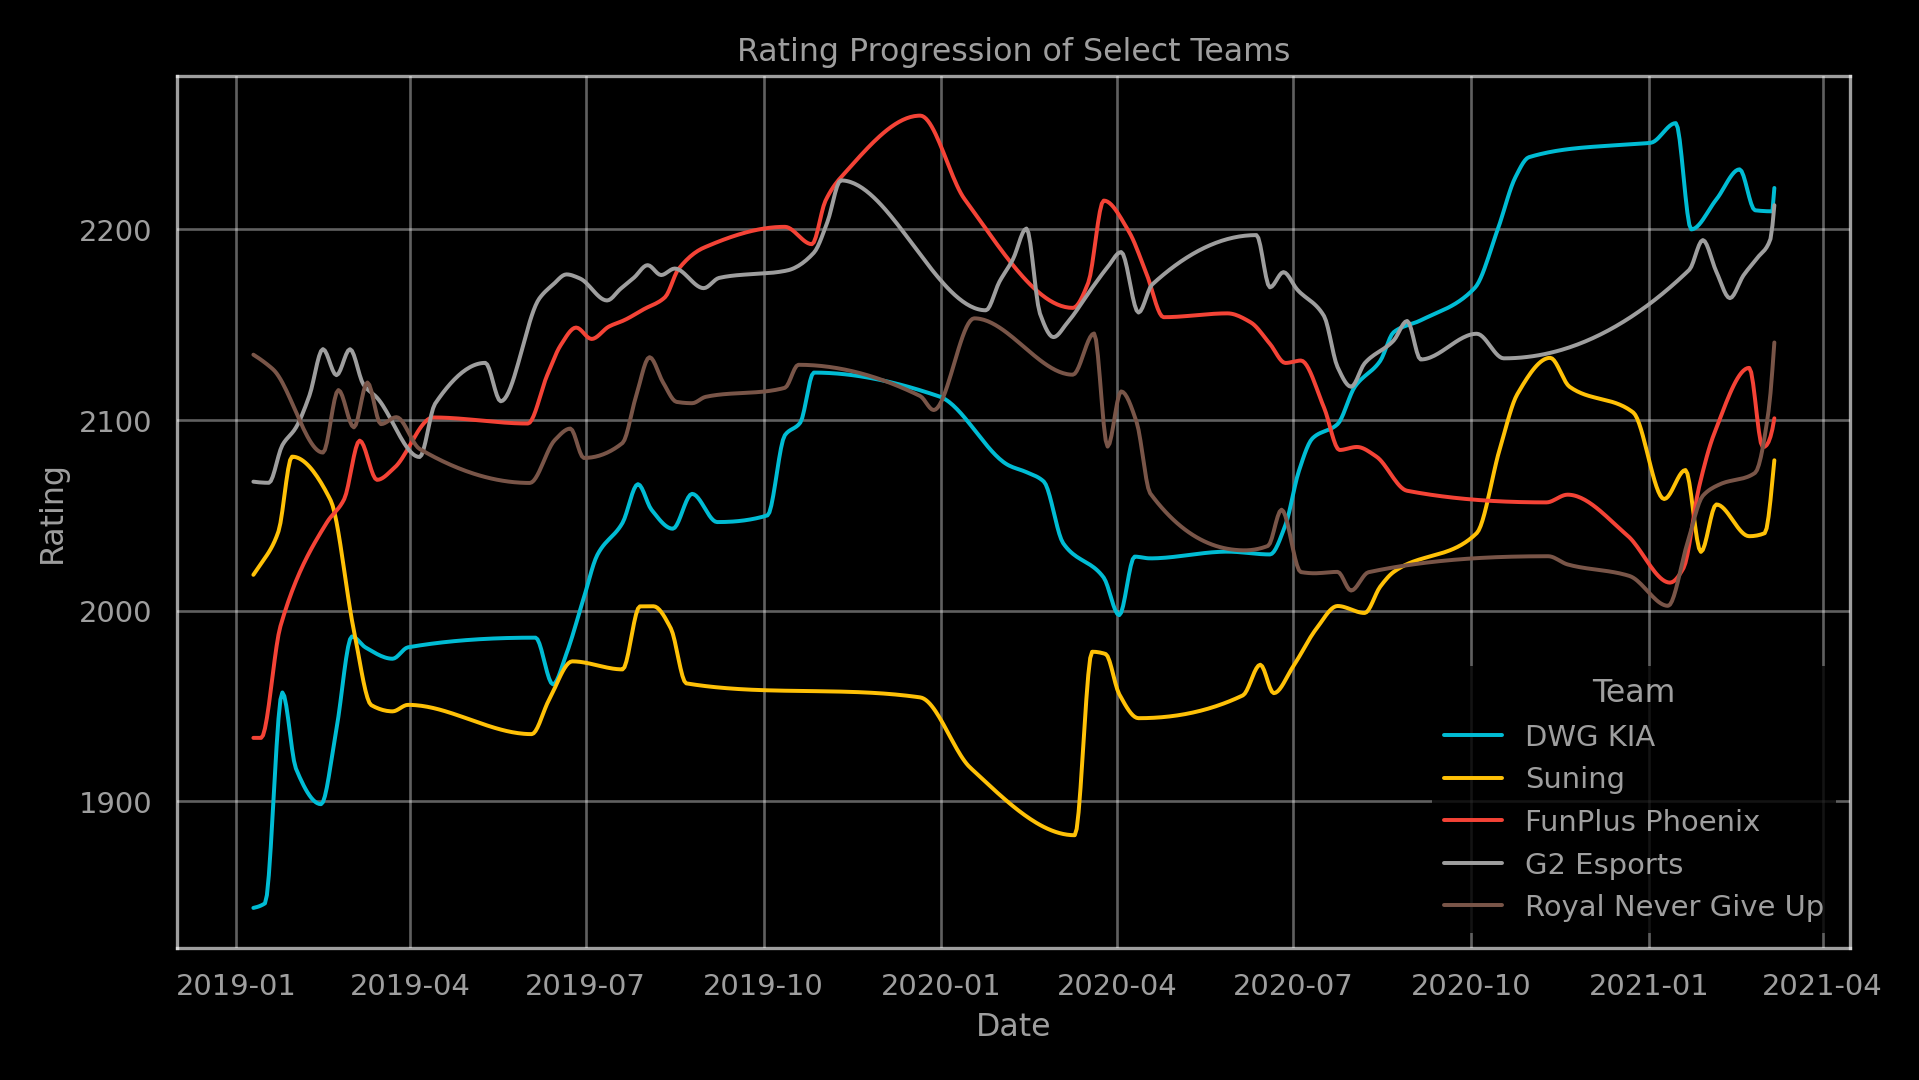 Rating Progression of Select Teams
2200
2100
2000
1900
Rating
Team
DWG KIA
Suning
FunPlus Phoenix
G2 Esports
Royal Never Give Up
2019-01 2019-04 2019-07 2019-10 2020-01 2020-04 2020-07 2020-10 2021-01 2021-04
Date